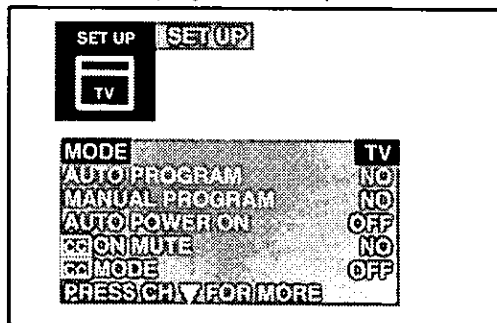 SET UP SET UP
TV
MODE TV
AUTO PROGRAM NO
MANUAL PROGRAM NO
AUTO POWER ON OFF
CC ON MUTE NO
CC MODE OFF
PRESS CH ▼ FOR MORE